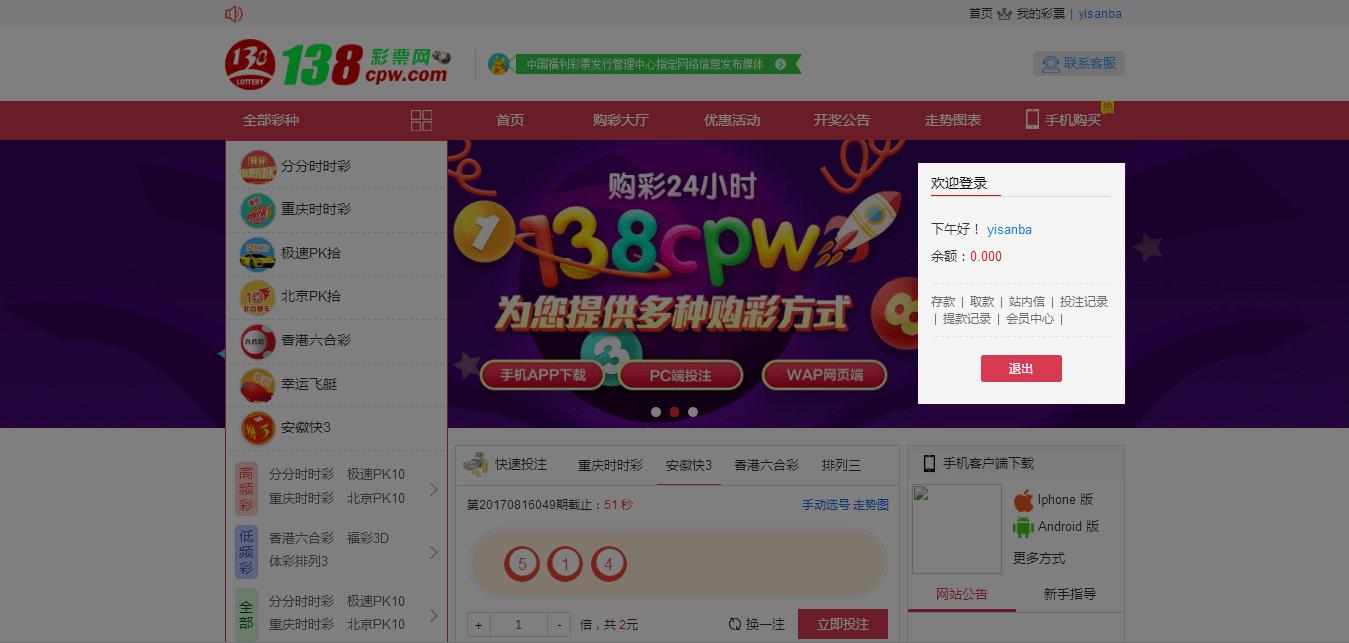 首页 我的彩票 | yisanba
138 LOTTERY 138彩票网 cpw.com
中国福利彩票发行管理中心指定网络信息发布媒体
联系客服
全部彩种 首页 购彩大厅 优惠活动 开奖公告 走势图表 手机购买 热
分分时时彩
重庆时时彩
极速PK拾
北京PK拾
香港六合彩
幸运飞艇
安徽快3
高频彩
分分时时彩 极速PK10
重庆时时彩 北京PK10
低频彩
香港六合彩 福彩3D
体彩排列3
全部
分分时时彩 极速PK10
重庆时时彩 北京PK10
购彩24小时
1 138cpw
为您提供多种购彩方式
3 8
手机APP下载 PC端投注 WAP网页端
欢迎登录
下午好！ yisanba
余额：0.000
存款 | 取款 | 站内信 | 投注记录
| 提款记录 | 会员中心 |
退出
快速投注 重庆时时彩 安徽快3 香港六合彩 排列三
第20170816049期截止：51 秒 手动选号 走势图
5 1 4
+ 1 - 倍，共 2元 换一注 立即投注
手机客户端下载
Iphone 版
Android 版
更多方式
网站公告 新手指导